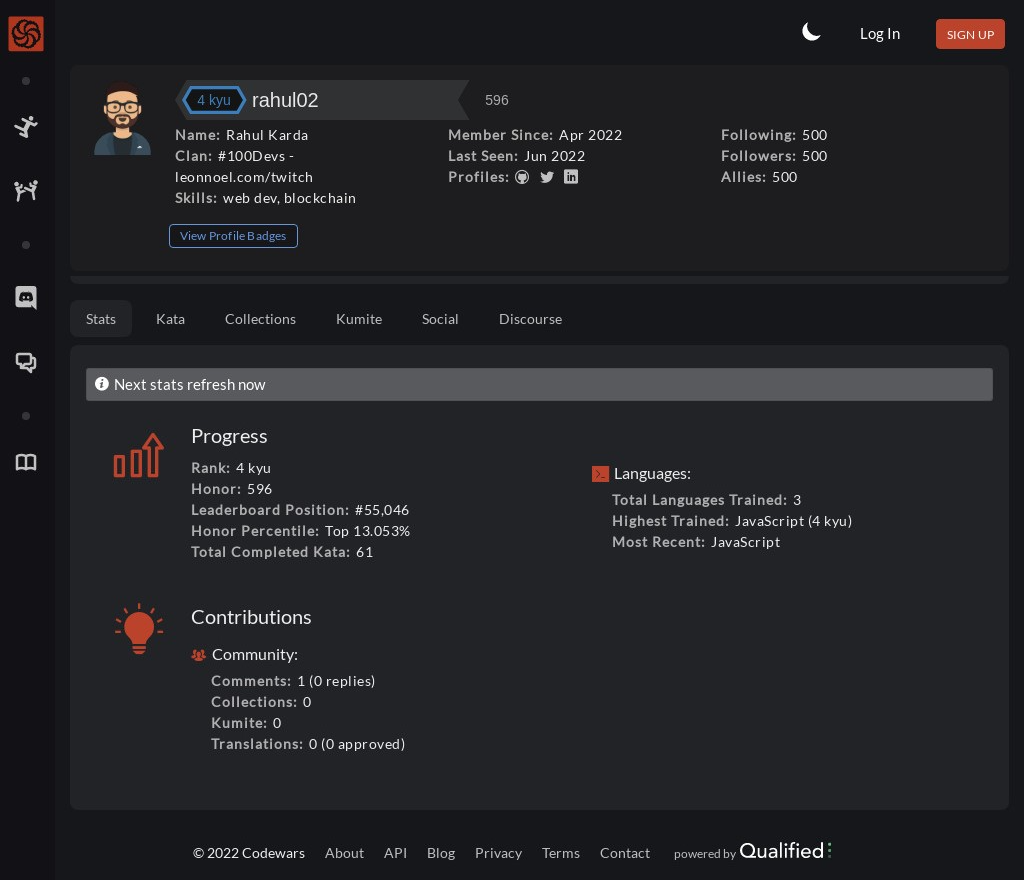 Log In
SIGN UP
4 kyu rahul02 596
Name: Rahul Karda
Clan: #100Devs -
leonnoel.com/twitch
Skills: web dev, blockchain
Member Since: Apr 2022
Last Seen: Jun 2022
Profiles:
Following: 500
Followers: 500
Allies: 500
View Profile Badges
Stats Kata Collections Kumite Social Discourse
Next stats refresh now
Progress
Rank: 4 kyu
Honor: 596
Leaderboard Position: #55,046
Honor Percentile: Top 13.053%
Total Completed Kata: 61
Languages:
Total Languages Trained: 3
Highest Trained: JavaScript (4 kyu)
Most Recent: JavaScript
Contributions
Community:
Comments: 1 (0 replies)
Collections: 0
Kumite: 0
Translations: 0 (0 approved)
© 2022 Codewars About API Blog Privacy Terms Contact powered by Qualified